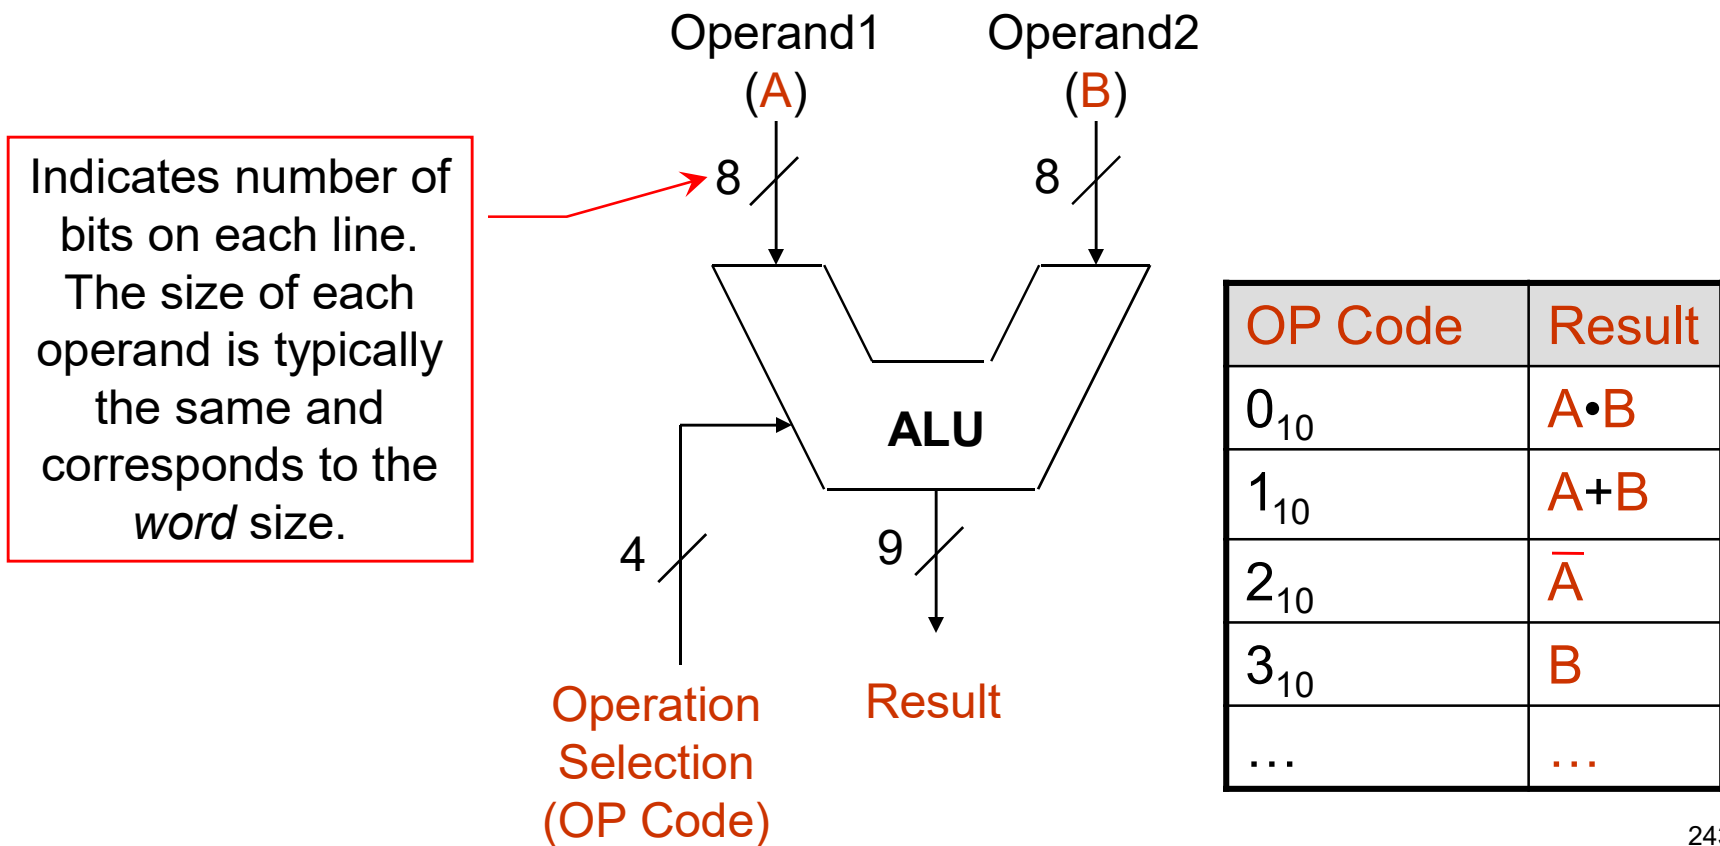 Operand1
(A)
Operand2
(B)
Indicates number of
bits on each line.
The size of each
operand is typically
the same and
corresponds to the
word size.
8
8
ALU
4
9
Operation
Selection
(OP Code)
Result
OP Code Result
0₁₀ A•B
1₁₀ A+B
2₁₀ A̅
3₁₀ B
… …